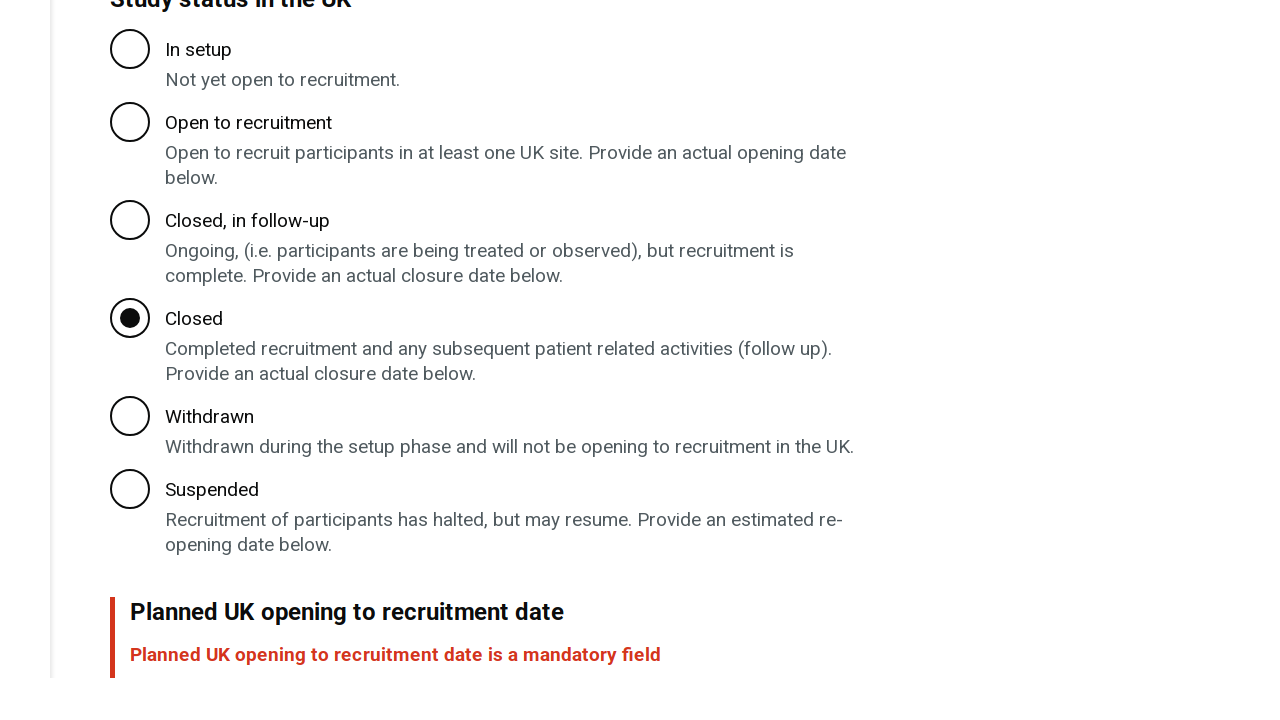 Study status in the UK
In setup
Not yet open to recruitment.
Open to recruitment
Open to recruit participants in at least one UK site. Provide an actual opening date
below.
Closed, in follow-up
Ongoing, (i.e. participants are being treated or observed), but recruitment is
complete. Provide an actual closure date below.
Closed
Completed recruitment and any subsequent patient related activities (follow up).
Provide an actual closure date below.
Withdrawn
Withdrawn during the setup phase and will not be opening to recruitment in the UK.
Suspended
Recruitment of participants has halted, but may resume. Provide an estimated re-
opening date below.
Planned UK opening to recruitment date
Planned UK opening to recruitment date is a mandatory field